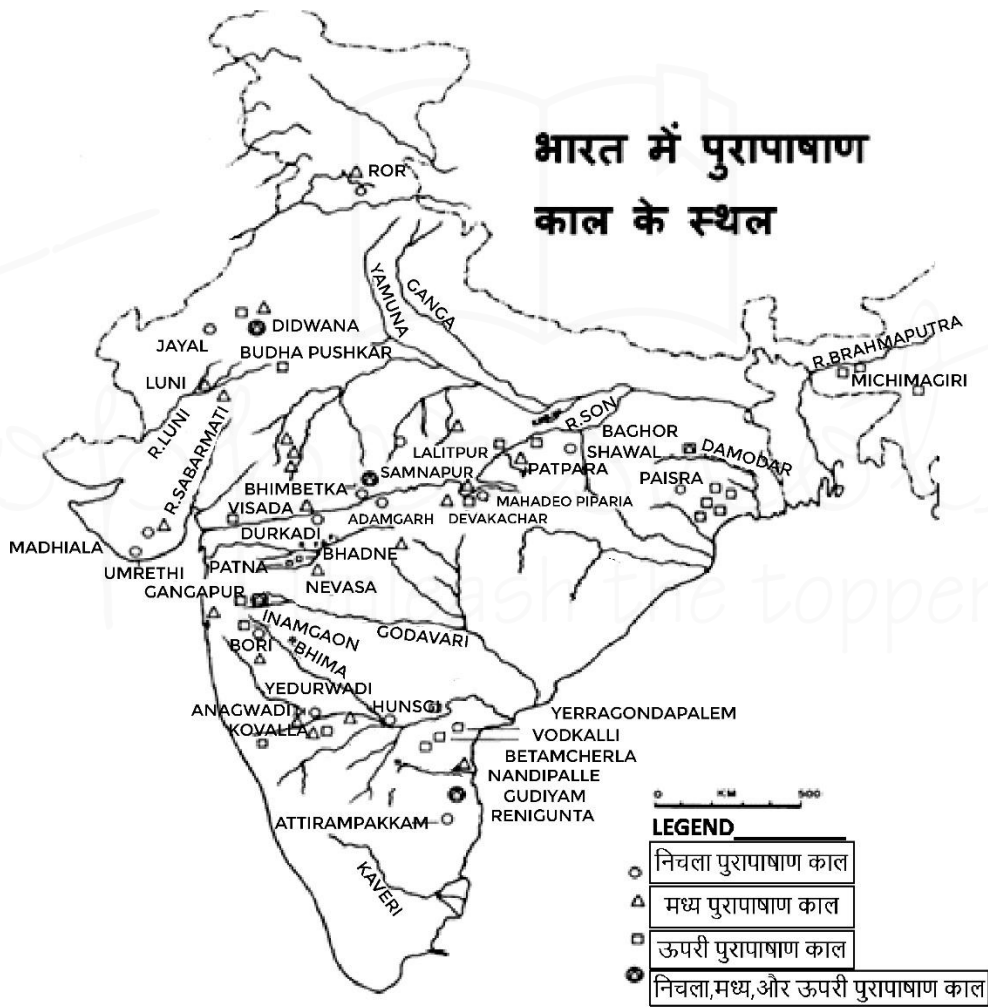 भारत में पुरापाषाण
काल के स्थल
ROR
YAMUNA
GANGA
DIDWANA
JAYAL
BUDHA PUSHKAR
R.BRAHMAPUTRA
MICHIMAGIRI
LUNI
R.LUNI
R.SABARMATI
R.SON
BAGHOR
LALITPUR
SHAWAL
DAMODAR
SAMNAPUR
PATPARA
PAISRA
BHIMBETKA
MAHADEO PIPARIA
VISADA
ADAMGARH
DEVAKACHAR
DURKADI
MADHIALA
BHADNE
UMRETHI
PATNA
NEVASA
GANGAPUR
INAMGAON
GODAVARI
BORI
BHIMA
YEDURWADI
ANAGWADI
HUNSGI
KOVALLA
YERRAGONDAPALEM
VODKALLI
BETAMCHERLA
NANDIPALLE
GUDIYAM
RENIGUNTA
ATTIRAMPAKKAM
KAVERI
0 KM 500
LEGEND
निचला पुरापाषाण काल
मध्य पुरापाषाण काल
ऊपरी पुरापाषाण काल
निचला,मध्य,और ऊपरी पुरापाषाण काल